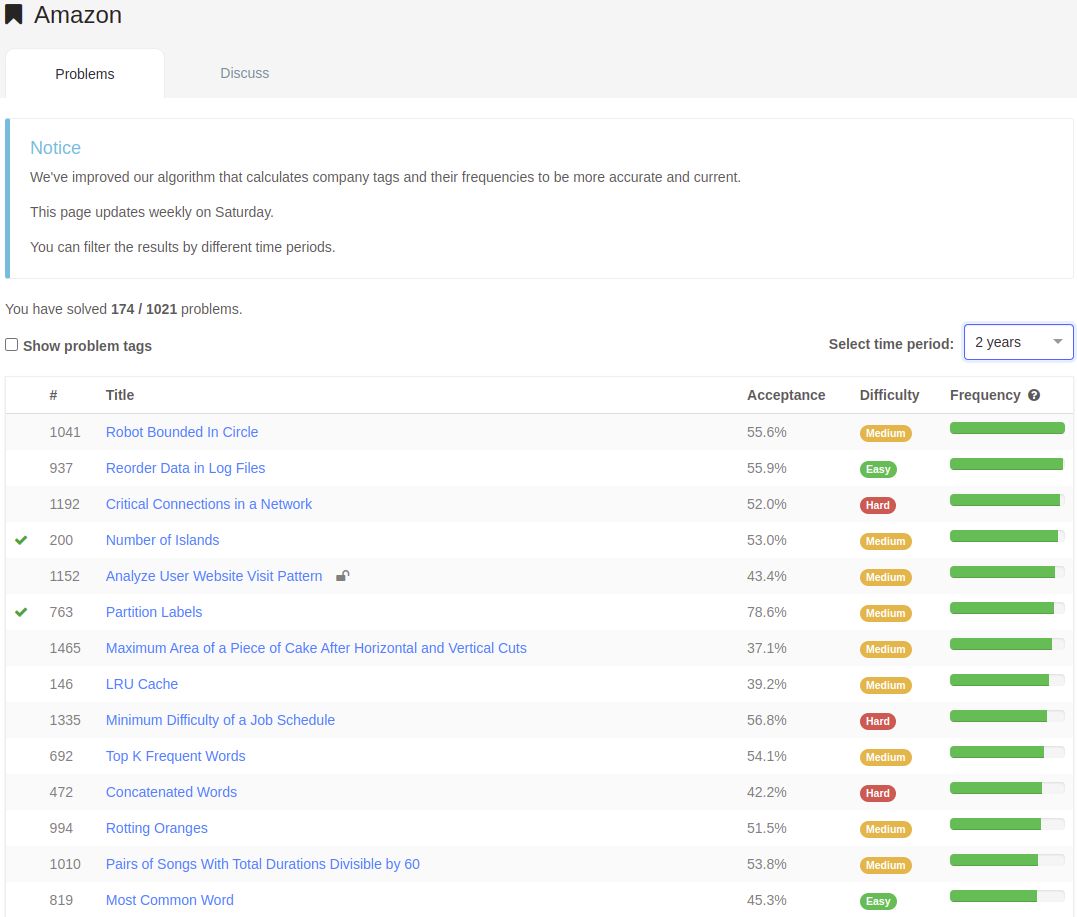 Amazon
Problems Discuss
Notice
We've improved our algorithm that calculates company tags and their frequencies to be more accurate and current.
This page updates weekly on Saturday.
You can filter the results by different time periods.
You have solved 174 / 1021 problems.
Show problem tags Select time period: 2 years
# Title Acceptance Difficulty Frequency ?
1041 Robot Bounded In Circle 55.6% Medium
937 Reorder Data in Log Files 55.9% Easy
1192 Critical Connections in a Network 52.0% Hard
200 Number of Islands 53.0% Medium
1152 Analyze User Website Visit Pattern 43.4% Medium
763 Partition Labels 78.6% Medium
1465 Maximum Area of a Piece of Cake After Horizontal and Vertical Cuts 37.1% Medium
146 LRU Cache 39.2% Medium
1335 Minimum Difficulty of a Job Schedule 56.8% Hard
692 Top K Frequent Words 54.1% Medium
472 Concatenated Words 42.2% Hard
994 Rotting Oranges 51.5% Medium
1010 Pairs of Songs With Total Durations Divisible by 60 53.8% Medium
819 Most Common Word 45.3% Easy